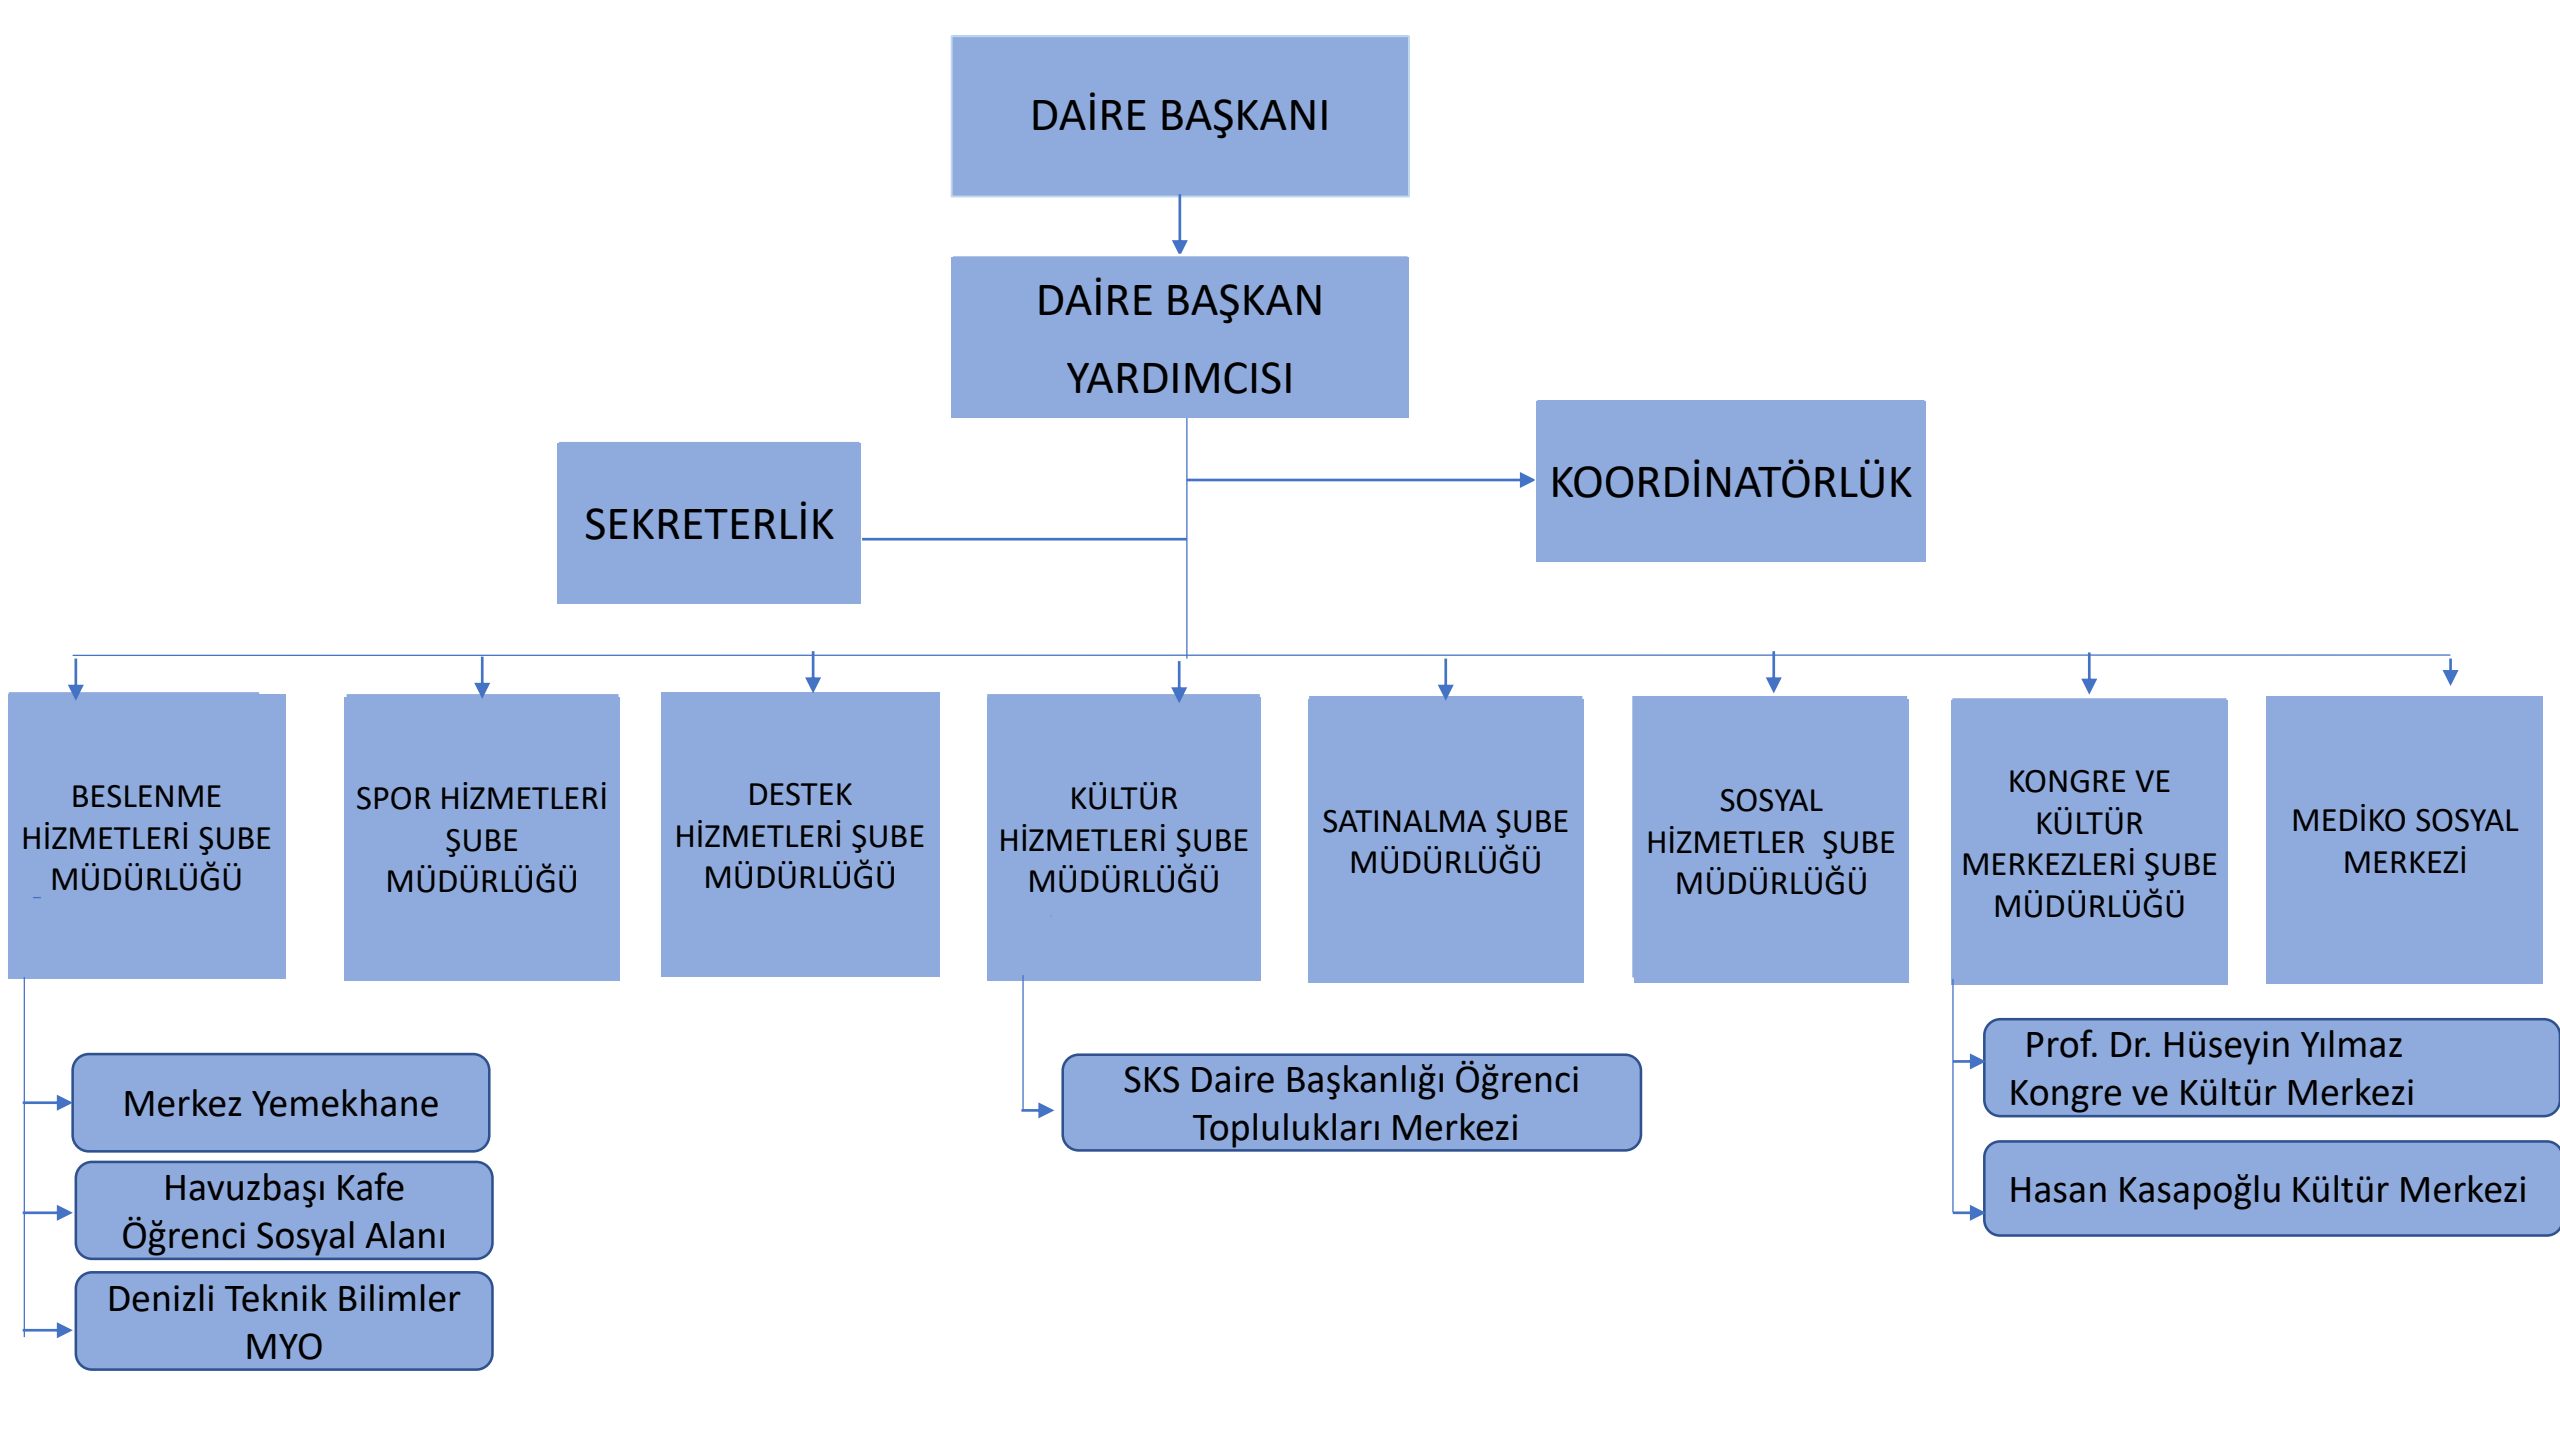 DAİRE BAŞKANI
DAİRE BAŞKAN
YARDIMCISI
KOORDİNATÖRLÜK
SEKRETERLİK
BESLENME
HİZMETLERİ ŞUBE
MÜDÜRLÜĞÜ
SPOR HİZMETLERİ
ŞUBE
MÜDÜRLÜĞÜ
DESTEK
HİZMETLERİ ŞUBE
MÜDÜRLÜĞÜ
KÜLTÜR
HİZMETLERİ ŞUBE
MÜDÜRLÜĞÜ
SATINALMA ŞUBE
MÜDÜRLÜĞÜ
SOSYAL
HİZMETLER  ŞUBE
MÜDÜRLÜĞÜ
KONGRE VE
KÜLTÜR
MERKEZLERİ ŞUBE
MÜDÜRLÜĞÜ
MEDİKO SOSYAL
MERKEZİ
Merkez Yemekhane
Havuzbaşı Kafe
Öğrenci Sosyal Alanı
Denizli Teknik Bilimler
MYO
SKS Daire Başkanlığı Öğrenci
Toplulukları Merkezi
Prof. Dr. Hüseyin Yılmaz
Kongre ve Kültür Merkezi
Hasan Kasapoğlu Kültür Merkezi